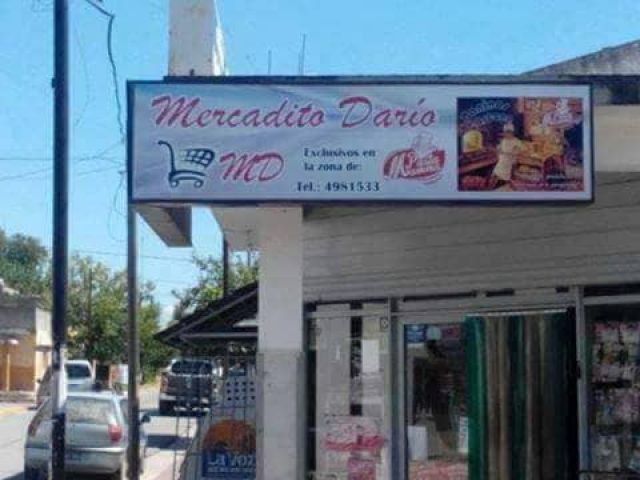 Mercadito Darío
MD
Exclusivos en
la zona de:
Tel.: 4981533
La Voz